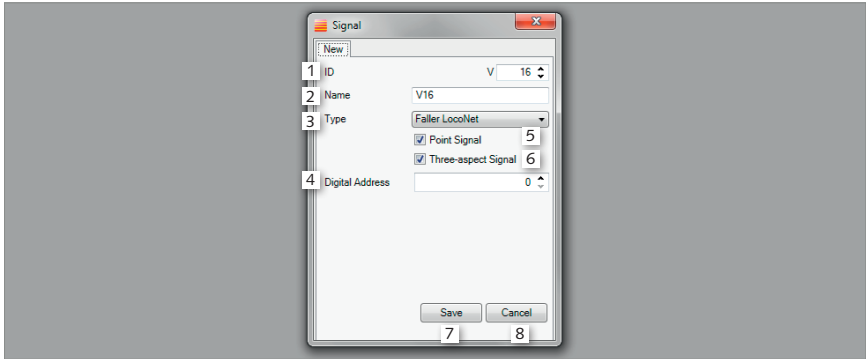 Signal
New
1 ID V 16
2 Name V16
3 Type Faller LocoNet
Point Signal 5
Three-aspect Signal 6
4 Digital Address 0
Save Cancel
7 8